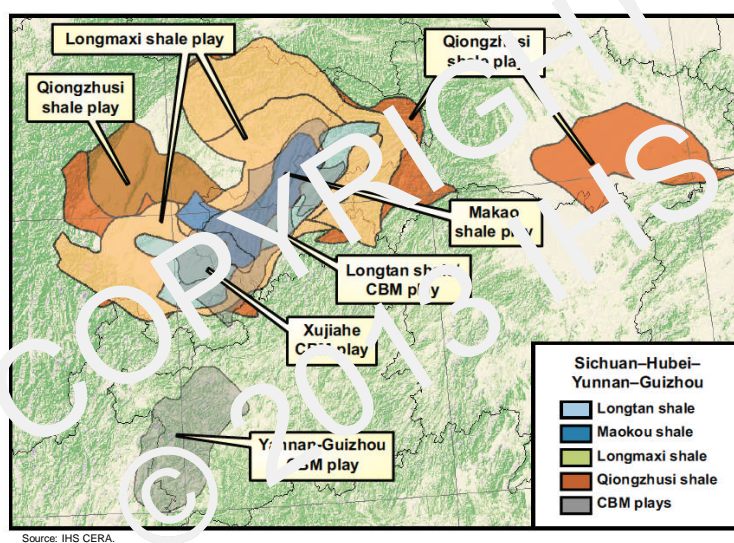 Longmaxi shale play
Qiongzhusi
shale play
Qiongzhusi
shale play
Makao
shale play
Longtan shale/
CBM play
Xujiahe
CBM play
Yannan-Guizhou
CBM play
Sichuan–Hubei–
Yunnan–Guizhou
Longtan shale
Maokou shale
Longmaxi shale
Qiongzhusi shale
CBM plays
COPYRIGHT
© 2013 IHS
Source: IHS CERA.